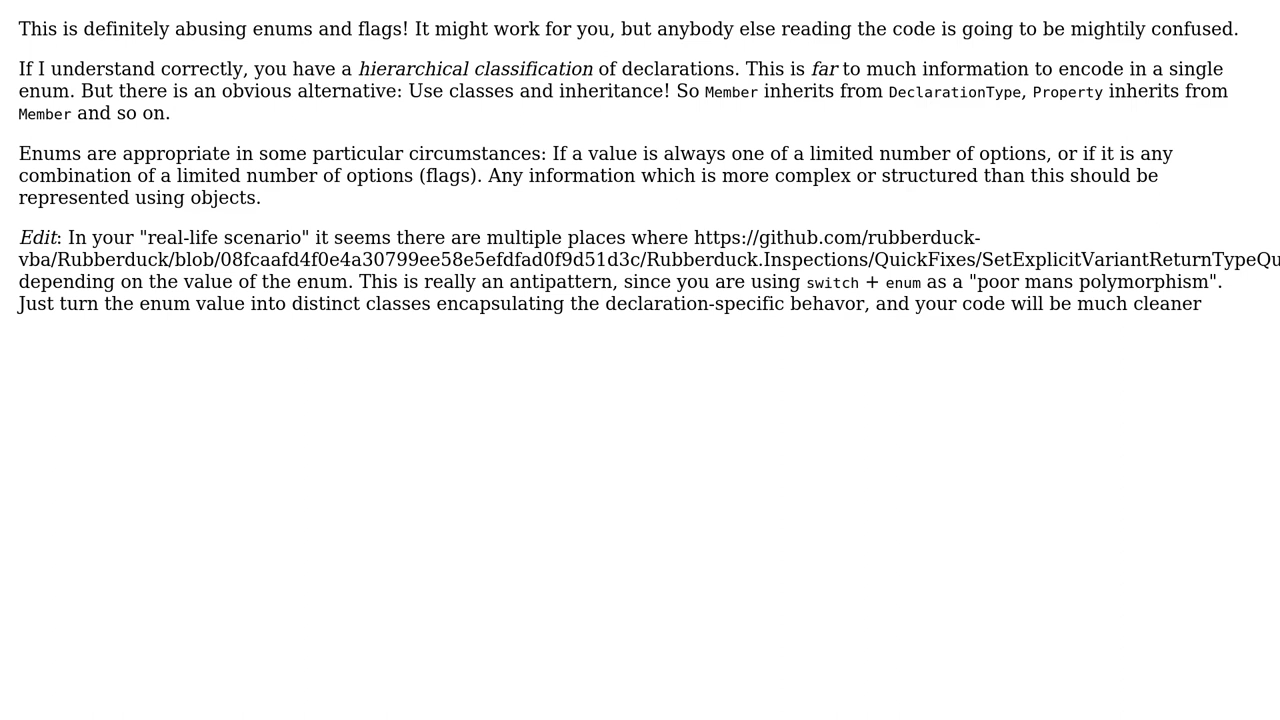 This is definitely abusing enums and flags! It might work for you, but anybody else reading the code is going to be mightily confused.
If I understand correctly, you have a hierarchical classification of declarations. This is far to much information to encode in a single
enum. But there is an obvious alternative: Use classes and inheritance! So Member inherits from DeclarationType, Property inherits from
Member and so on.
Enums are appropriate in some particular circumstances: If a value is always one of a limited number of options, or if it is any
combination of a limited number of options (flags). Any information which is more complex or structured than this should be
represented using objects.
Edit: In your "real-life scenario" it seems there are multiple places where https://github.com/rubberduck-
vba/Rubberduck/blob/08fcaafd4f0e4a30799ee58e5efdfad0f9d51d3c/Rubberduck.Inspections/QuickFixes/SetExplicitVariantReturnTypeQu
depending on the value of the enum. This is really an antipattern, since you are using switch + enum as a "poor mans polymorphism".
Just turn the enum value into distinct classes encapsulating the declaration-specific behavor, and your code will be much cleaner